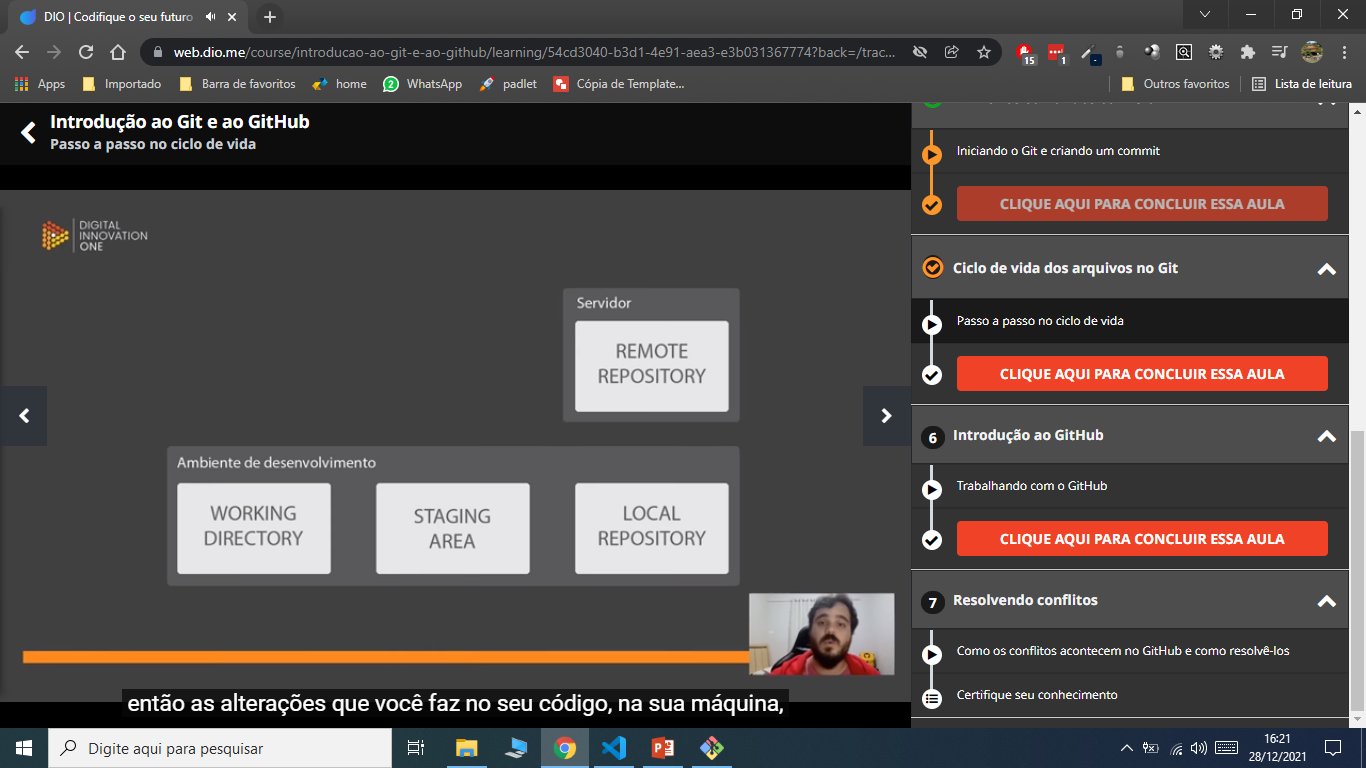 DIO | Codifique o seu futuro
web.dio.me/course/introducao-ao-git-e-ao-github/learning/54cd3040-b3d1-4e91-aea3-e3b031367774?back=/trac...
15
1
Apps
Importado
Barra de favoritos
home
WhatsApp
padlet
Cópia de Template...
Outros favoritos
Lista de leitura
Introdução ao Git e ao GitHub
Passo a passo no ciclo de vida
DIGITAL
INNOVATION
ONE
Servidor
REMOTE
REPOSITORY
Ambiente de desenvolvimento
WORKING
DIRECTORY
STAGING
AREA
LOCAL
REPOSITORY
então as alterações que você faz no seu código, na sua máquina,
Iniciando o Git e criando um commit
CLIQUE AQUI PARA CONCLUIR ESSA AULA
Ciclo de vida dos arquivos no Git
Passo a passo no ciclo de vida
CLIQUE AQUI PARA CONCLUIR ESSA AULA
6
Introdução ao GitHub
Trabalhando com o GitHub
CLIQUE AQUI PARA CONCLUIR ESSA AULA
7
Resolvendo conflitos
Como os conflitos acontecem no GitHub e como resolvê-los
Certifique seu conhecimento
Digite aqui para pesquisar
16:21
28/12/2021